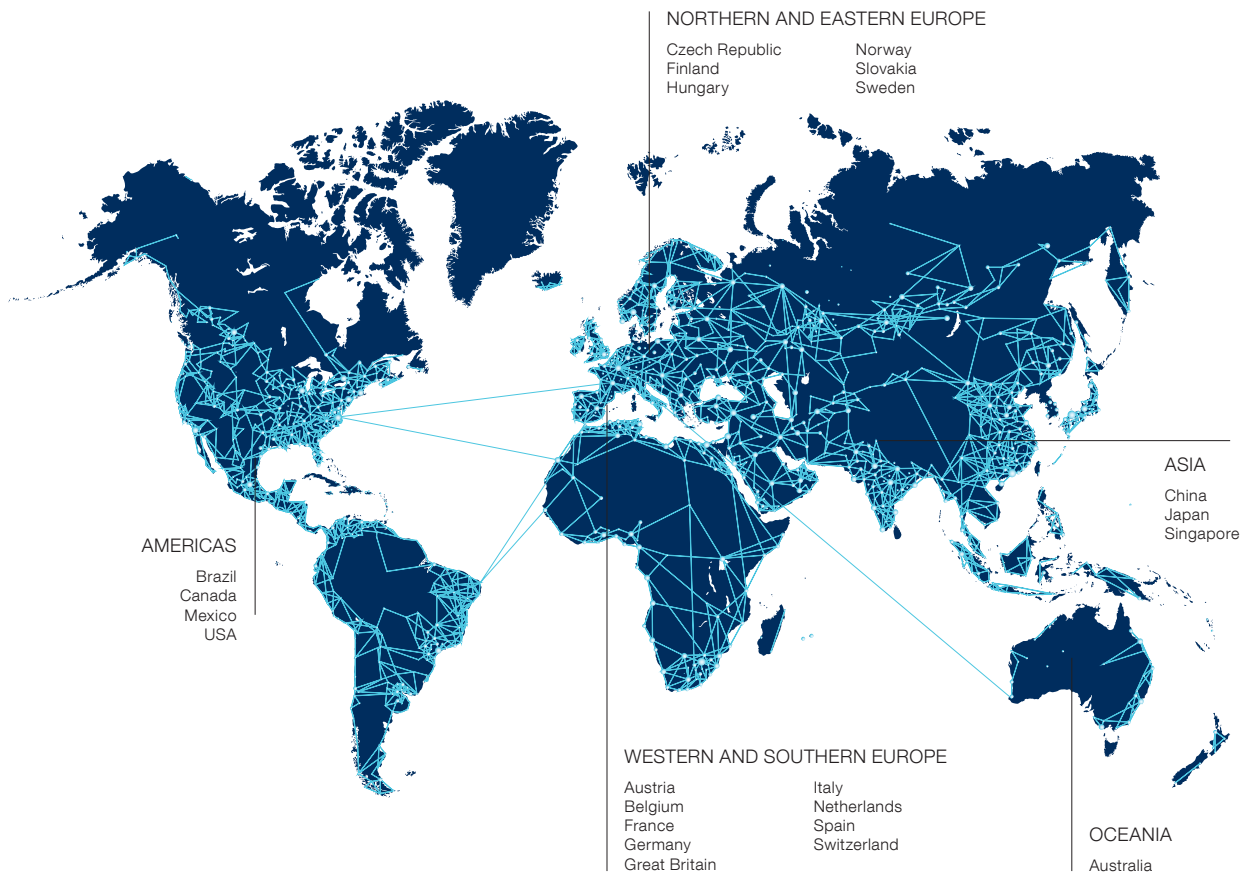 NORTHERN AND EASTERN EUROPE
Czech Republic
Finland
Hungary
Norway
Slovakia
Sweden
ASIA
China
Japan
Singapore
AMERICAS
Brazil
Canada
Mexico
USA
WESTERN AND SOUTHERN EUROPE
Austria
Belgium
France
Germany
Great Britain
Italy
Netherlands
Spain
Switzerland
OCEANIA
Australia